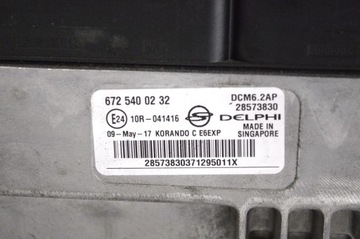 672 540 02 32
DCM6.2AP
28573830
E24 10R-041416
DELPHI
09-May-17 KORANDO C E6EXP
MADE IN
SINGAPORE
28573830371295011X